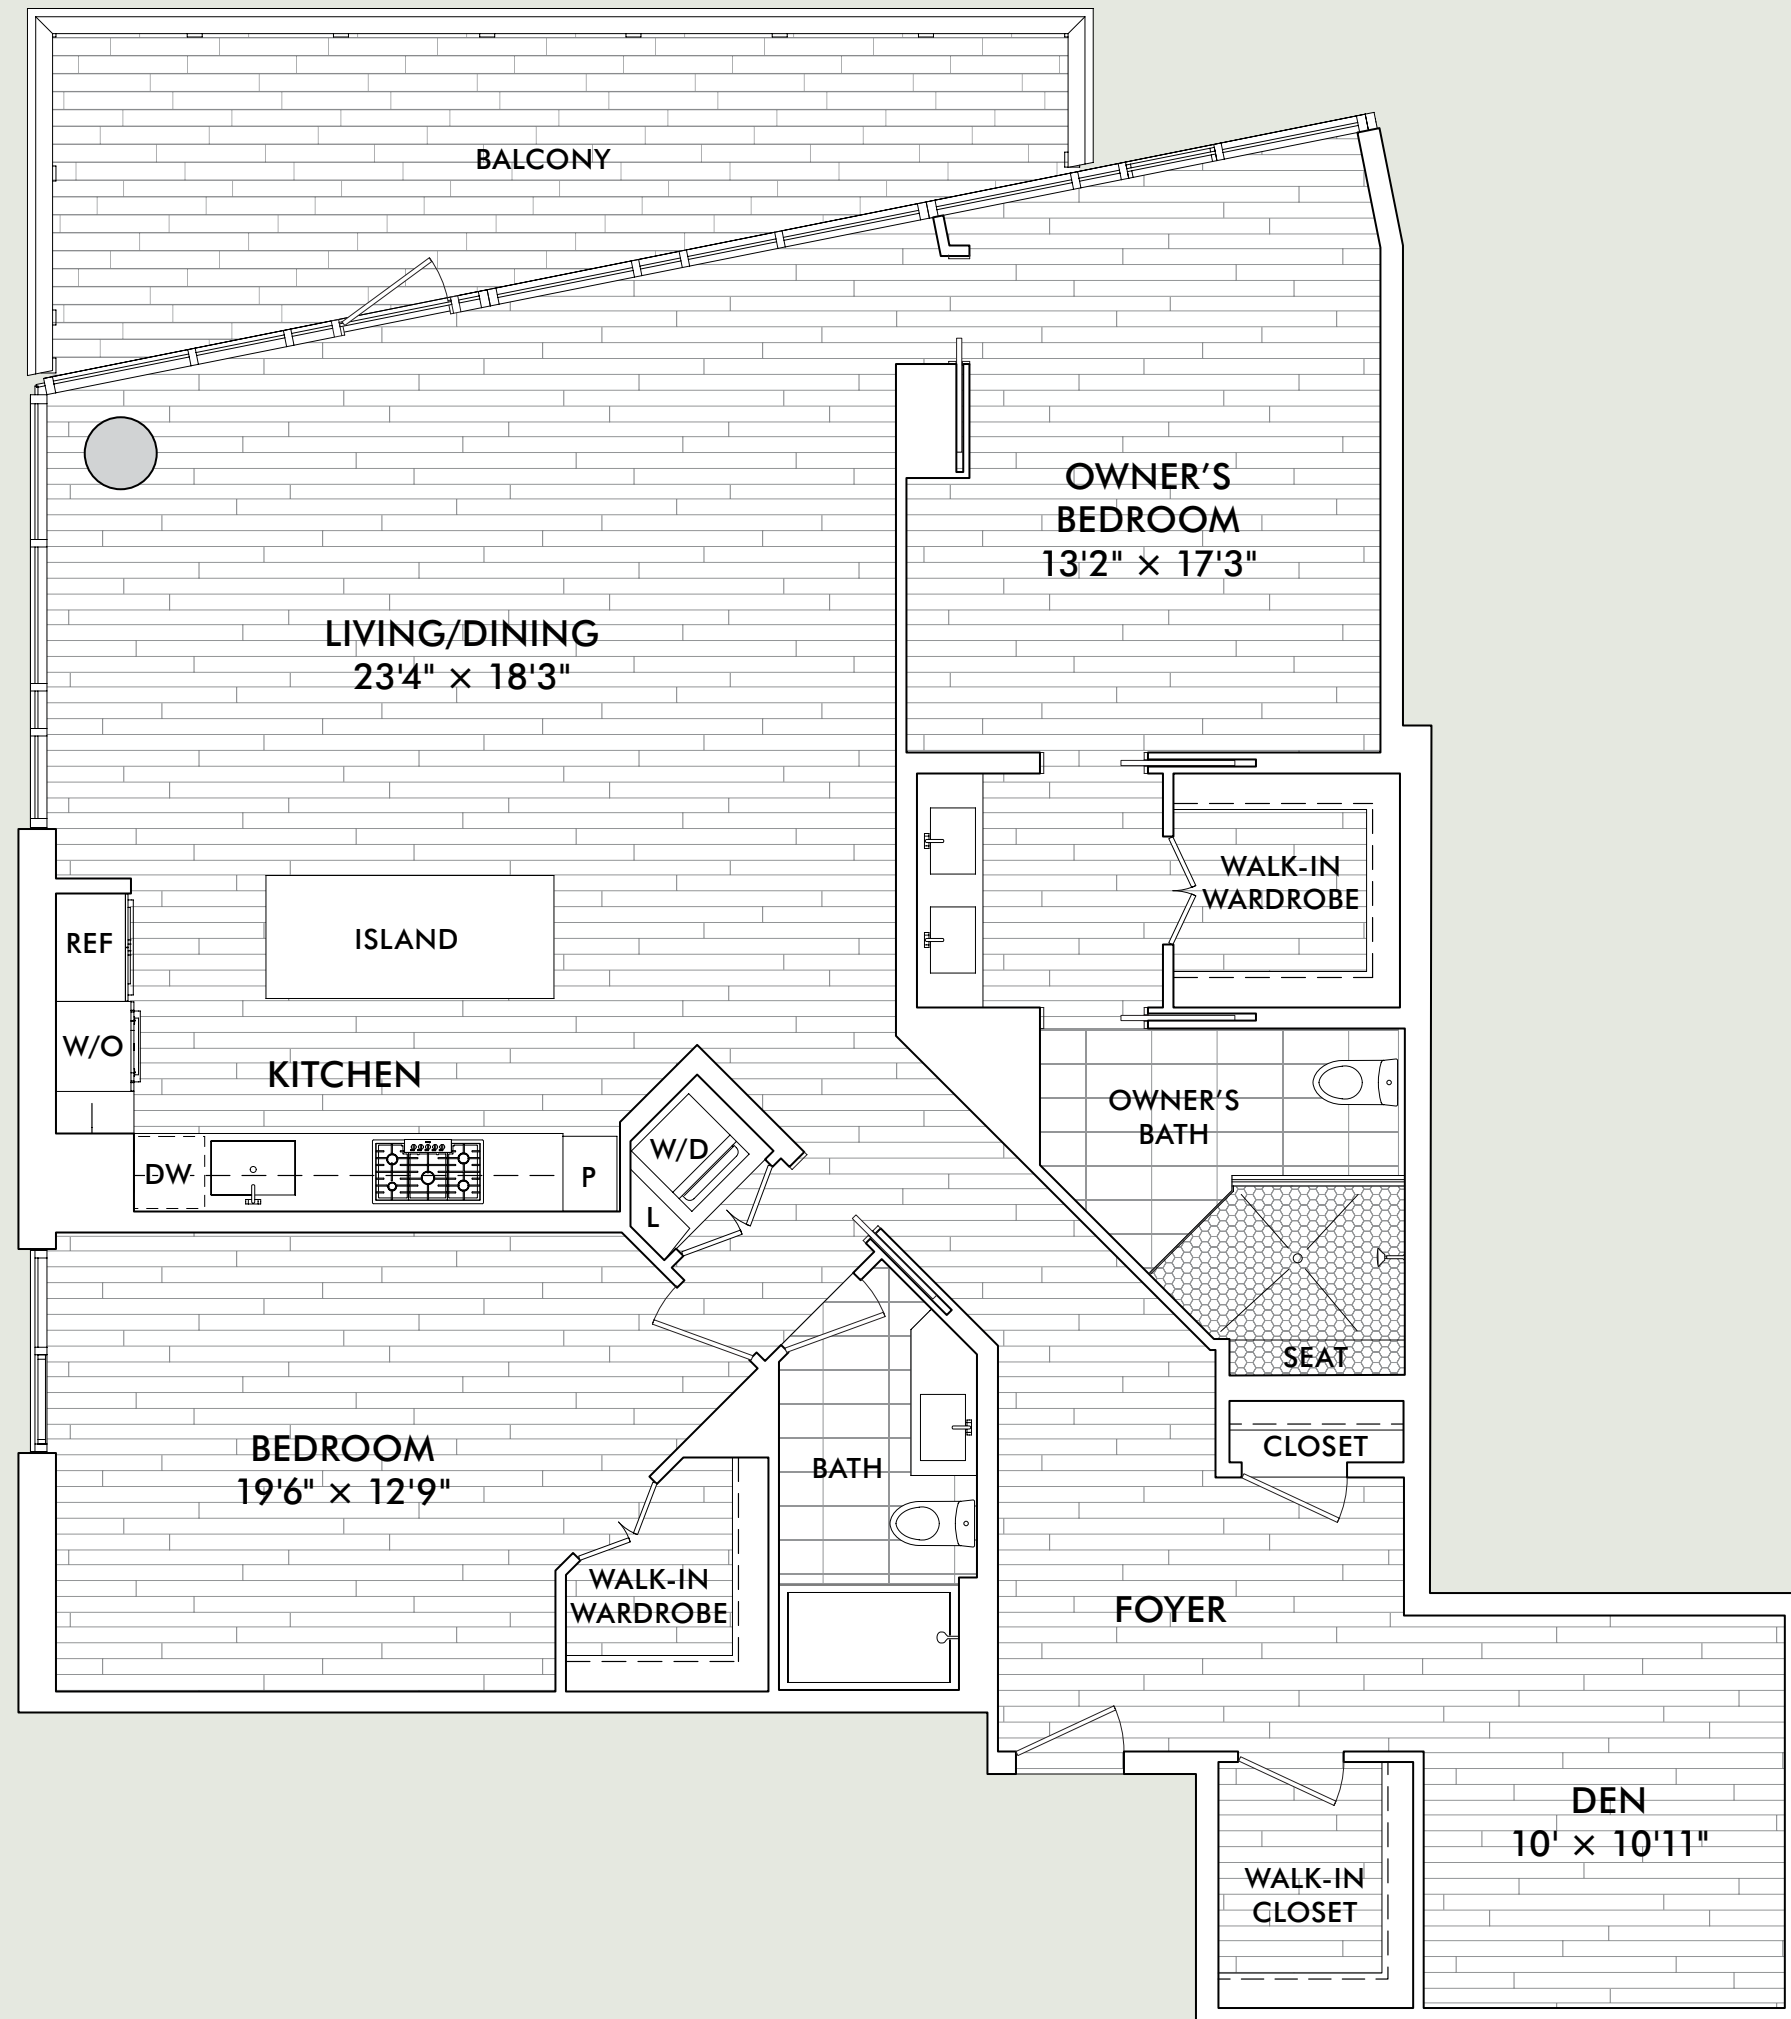 BALCONY
OWNER’S
BEDROOM
13'2" × 17'3"
LIVING/DINING
23'4" × 18'3"
WALK-IN
WARDROBE
REF
ISLAND
W/O
KITCHEN
OWNER’S
BATH
W/D
DW
P
L
SEAT
CLOSET
BEDROOM
19'6" × 12'9"
BATH
WALK-IN
WARDROBE
FOYER
DEN
10' × 10'11"
WALK-IN
CLOSET